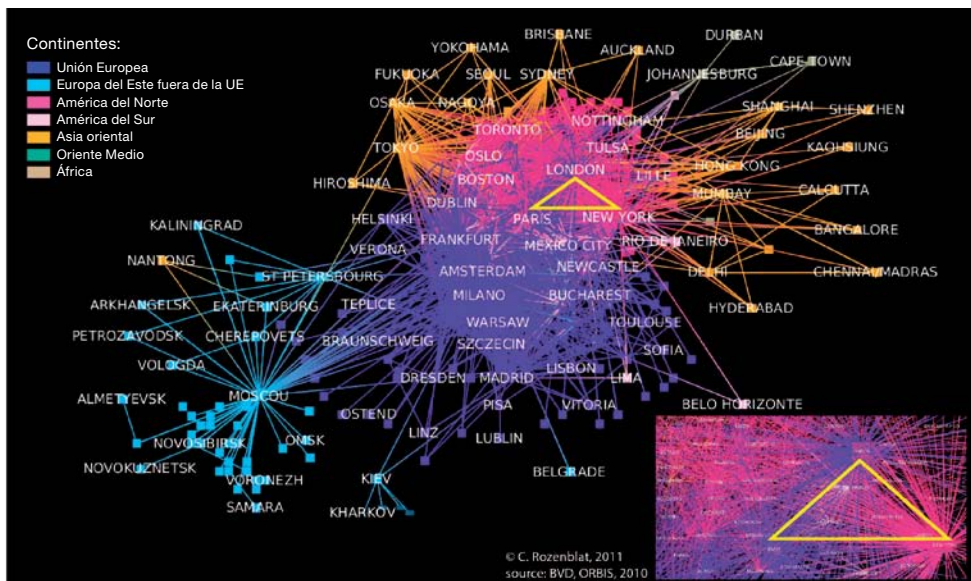 Continentes:
Unión Europea
Europa del Este fuera de la UE
América del Norte
América del Sur
Asia oriental
Oriente Medio
África
BRISBANE
DURBAN
YOKOHAMA
AUCKLAND
CAPE TOWN
FUKUOKA
SEOUL
SYDNEY
JOHANNESBURG
OSAKA
NAGOYA
SHANGHAI
SHENZHEN
NOTTINGHAM
TORONTO
BEIJING
TOKYO
TULSA
KAOHSIUNG
OSLO
HONG KONG
LONDON
LILLE
HIROSHIMA
BOSTON
MUMBAY
CALCUTTA
DUBLIN
HELSINKI
PARIS
NEW YORK
KALININGRAD
BANGALORE
FRANKFURT
MEXICO CITY
RIO DE JANEIRO
VERONA
NANTONG
NEWCASTLE
ST PETERSBOURG
AMSTERDAM
DELHI
CHENNAI/MADRAS
MILANO
BUCHAREST
ARKHANGELSK
EKATERINBURG
TEPLICE
HYDERABAD
WARSAW
TOULOUSE
PETROZAVODSK
CHEREPOVETS
BRAUNSCHWEIG
SZCZECIN
SOFIA
VOLOGDA
LISBON
DRESDEN
MADRID
LIMA
ALMETYEVSK
MOSCOU
PISA
VITORIA
BELO HORIZONTE
OSTEND
LINZ
LUBLIN
NOVOSIBIRSK
OMSK
NOVOKUZNETSK
VORONEZH
KIEV
BELGRADE
SAMARA
KHARKOV
© C. Rozenblat, 2011
source: BVD, ORBIS, 2010